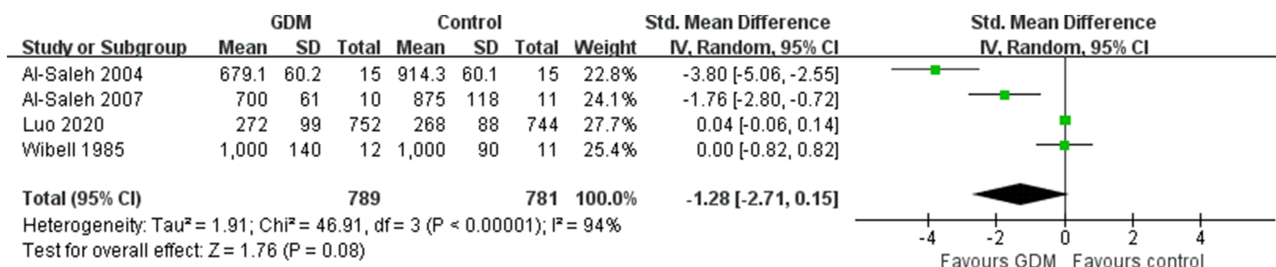 GDM Control Std. Mean Difference Std. Mean Difference
Study or Subgroup Mean SD Total Mean SD Total Weight IV, Random, 95% CI IV, Random, 95% CI
Al-Saleh 2004 679.1 60.2 15 914.3 60.1 15 22.8% -3.80 [-5.06, -2.55]
Al-Saleh 2007 700 61 10 875 118 11 24.1% -1.76 [-2.80, -0.72]
Luo 2020 272 99 752 268 88 744 27.7% 0.04 [-0.06, 0.14]
Wibell 1985 1,000 140 12 1,000 90 11 25.4% 0.00 [-0.82, 0.82]
Total (95% CI) 789 781 100.0% -1.28 [-2.71, 0.15]
Heterogeneity: Tau² = 1.91; Chi² = 46.91, df = 3 (P < 0.00001); I² = 94%
Test for overall effect: Z = 1.76 (P = 0.08)
-4 -2 0 2 4
Favours GDM Favours control